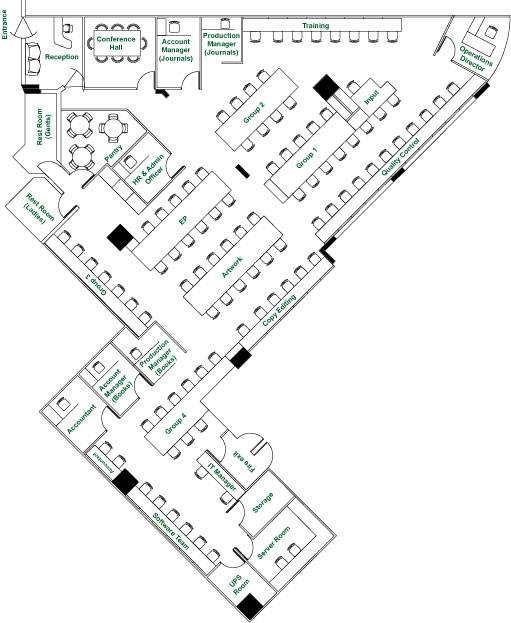 Entrance
Reception
Conference
Hall
Account
Manager
(Journals)
Production
Manager
(Journals)
Training
Operations
Director
Rest Room
(Gents)
Pantry
HR & Admin
Officer
Group 2
Input
Group 1
Quality Control
Rest Room
(Ladies)
EP
Artwork
Group 3
Copy Editing
Production
Manager
(Books)
Account
Manager
(Books)
Accountant
Group 4
Accountant
Fire exit
IT Manager
Storage
Software Team
Server Room
UPS
Room